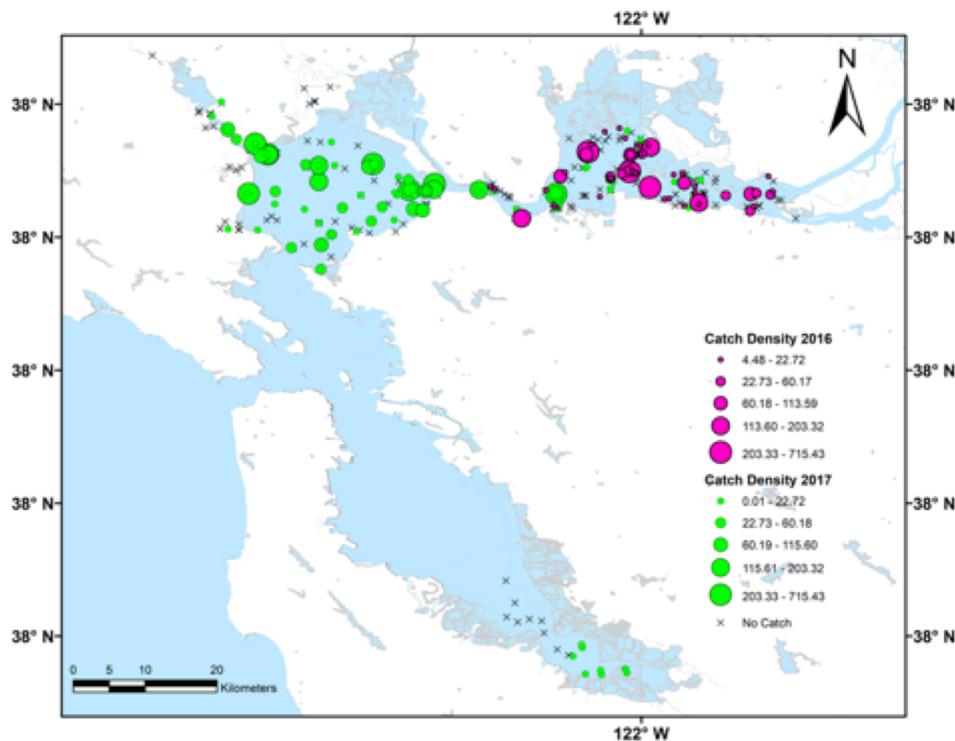 122° W
N
38° N
38° N
38° N
38° N
38° N
38° N
38° N
38° N
38° N
38° N
Catch Density 2016
4.48 - 22.72
22.73 - 60.17
60.18 - 113.59
113.60 - 203.32
203.33 - 715.43
Catch Density 2017
0.01 - 22.72
22.73 - 60.18
60.19 - 115.60
115.61 - 203.32
203.33 - 715.43
No Catch
0 5 10 20
Kilometers
122° W